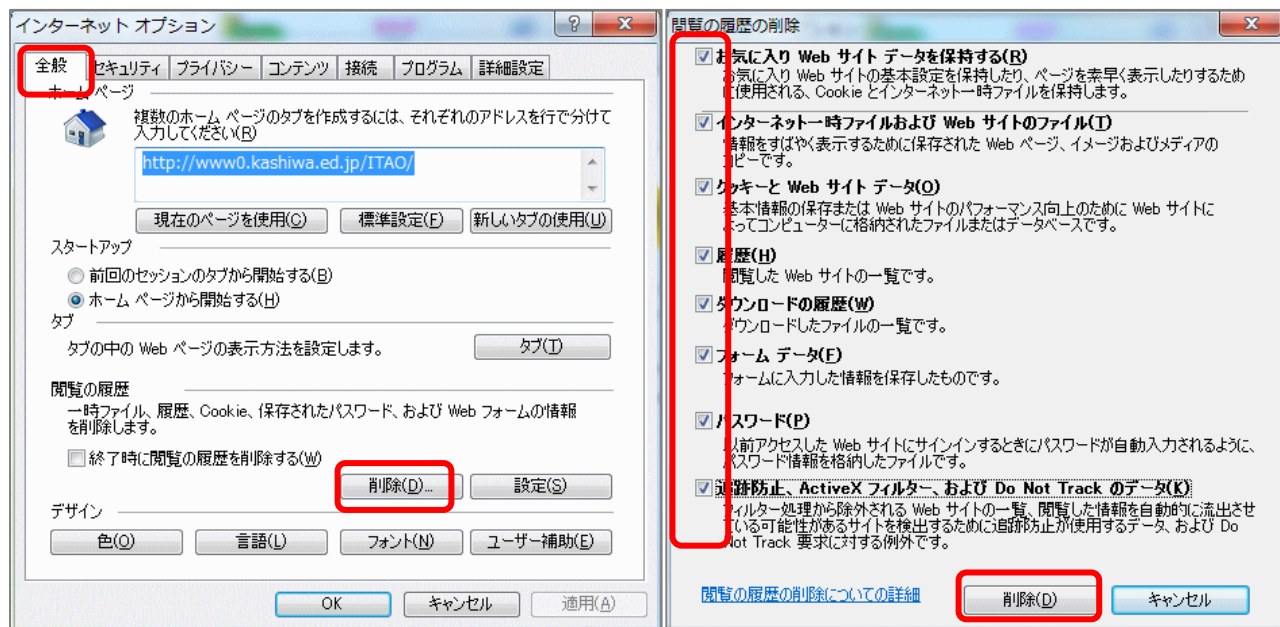 インターネット オプション
全般 セキュリティ プライバシー コンテンツ 接続 プログラム 詳細設定
ホーム ページ
複数のホーム ページのタブを作成するには、それぞれのアドレスを行で分けて
入力してください(R)
http://www0.kashiwa.ed.jp/ITAO/
現在のページを使用(C) 標準設定(F) 新しいタブの使用(U)
スタートアップ
前回のセッションのタブから開始する(B)
ホーム ページから開始する(H)
タブ
タブの中の Web ページの表示方法を設定します。
タブ(T)
閲覧の履歴
一時ファイル、履歴、Cookie、保存されたパスワード、および Web フォームの情報
を削除します。
終了時に閲覧の履歴を削除する(W)
削除(D)... 設定(S)
デザイン
色(O) 言語(L) フォント(N) ユーザー補助(E)
OK キャンセル 適用(A)
閲覧の履歴の削除
お気に入り Web サイト データを保持する(R)
お気に入り Web サイトの基本設定を保持したり、ページを素早く表示したりするため
に使用される、Cookie とインターネット一時ファイルを保持します。
インターネット一時ファイルおよび Web サイトのファイル(T)
情報をすばやく表示するために保存された Web ページ、イメージおよびメディアの
コピーです。
クッキーと Web サイト データ(O)
基本情報の保存または Web サイトのパフォーマンス向上のために Web サイトに
よってコンピューターに格納されたファイルまたはデータベースです。
履歴(H)
閲覧した Web サイトの一覧です。
ダウンロードの履歴(W)
ダウンロードしたファイルの一覧です。
フォーム データ(F)
フォームに入力した情報を保存したものです。
パスワード(P)
以前アクセスした Web サイトにサインインするときにパスワードが自動入力されるように、
パスワード情報を格納したファイルです。
追跡防止、ActiveX フィルター、および Do Not Track のデータ(K)
フィルター処理から除外される Web サイトの一覧、閲覧した情報を自動的に流出させ
ている可能性があるサイトを検出するために追跡防止が使用するデータ、および Do
Not Track 要求に対する例外です。
閲覧の履歴の削除についての詳細
削除(D) キャンセル